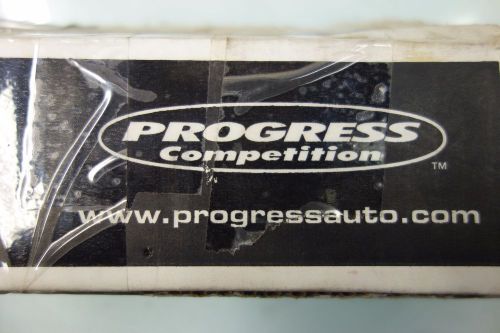 PROGRESS
Competition
TM
www.progressauto.com